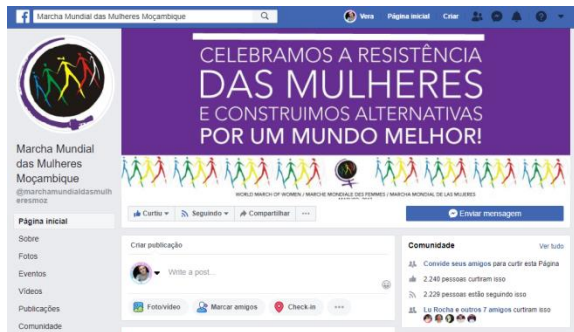 Marcha Mundial das Mulheres Moçambique
Vera
Página inicial
Criar
CELEBRAMOS A RESISTÊNCIA
DAS MULHERES
E CONSTRUIMOS ALTERNATIVAS
POR UM MUNDO MELHOR!
WORLD MARCH OF WOMEN / MARCHE MONDIALE DES FEMMES / MARCHA MUNDIAL DE LAS MUJERES
Marcha Mundial
das Mulheres
Moçambique
@marchamundialdasmulh
eresmoz
Página inicial
Sobre
Fotos
Eventos
Vídeos
Publicações
Comunidade
Curtiu
Seguindo
Compartilhar
Enviar mensagem
Criar publicação
Write a post...
Foto/vídeo
Marcar amigos
Check-in
Comunidade
Ver tudo
Convide seus amigos para curtir esta Página
2.240 pessoas curtiram isso
2.229 pessoas estão seguindo isso
Lu Rocha e outros 7 amigos curtiram isso